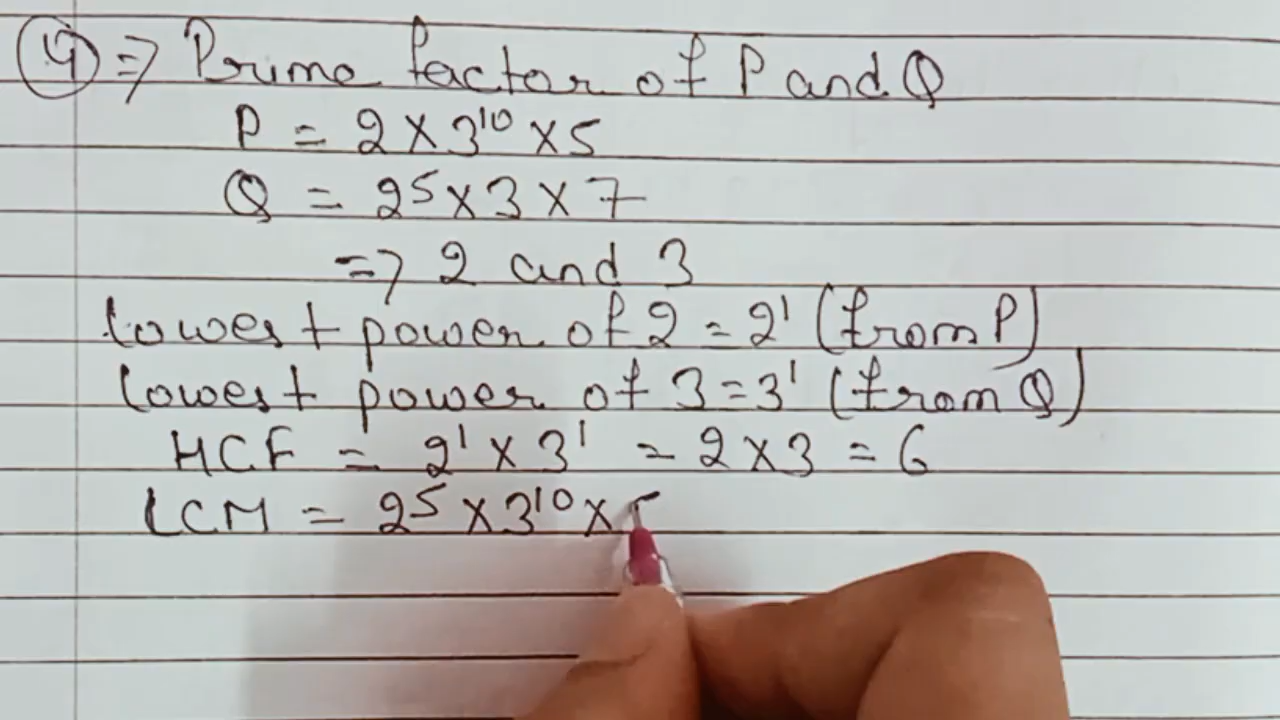 4 => Prime factor of P and Q
P = 2 × 3¹⁰ × 5
Q = 2⁵ × 3 × 7
=> 2 and 3
lowest power of 2 = 2¹ (from P)
lowest power of 3 = 3¹ (from Q)
HCF = 2¹ × 3¹ = 2 × 3 = 6
LCM = 2⁵ × 3¹⁰ ×